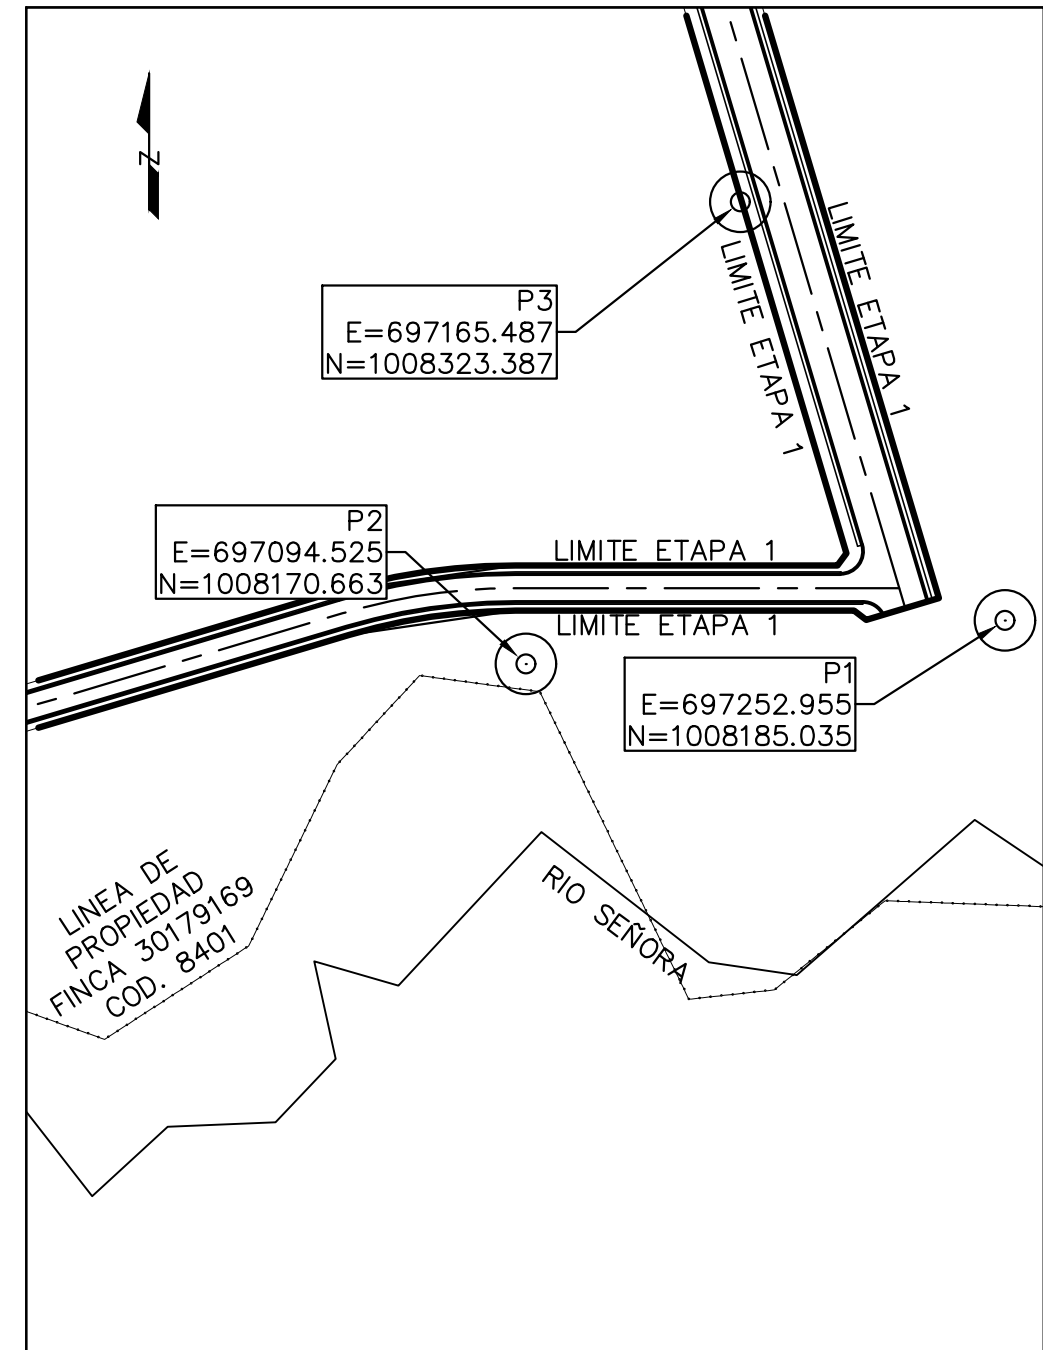 N
LIMITE ETAPA 1
LIMITE ETAPA 1
P3
E=697165.487
N=1008323.387
P2
E=697094.525
N=1008170.663
LIMITE ETAPA 1
LIMITE ETAPA 1
P1
E=697252.955
N=1008185.035
LINEA DE
PROPIEDAD
FINCA 30179169
COD. 8401
RIO SEÑORA